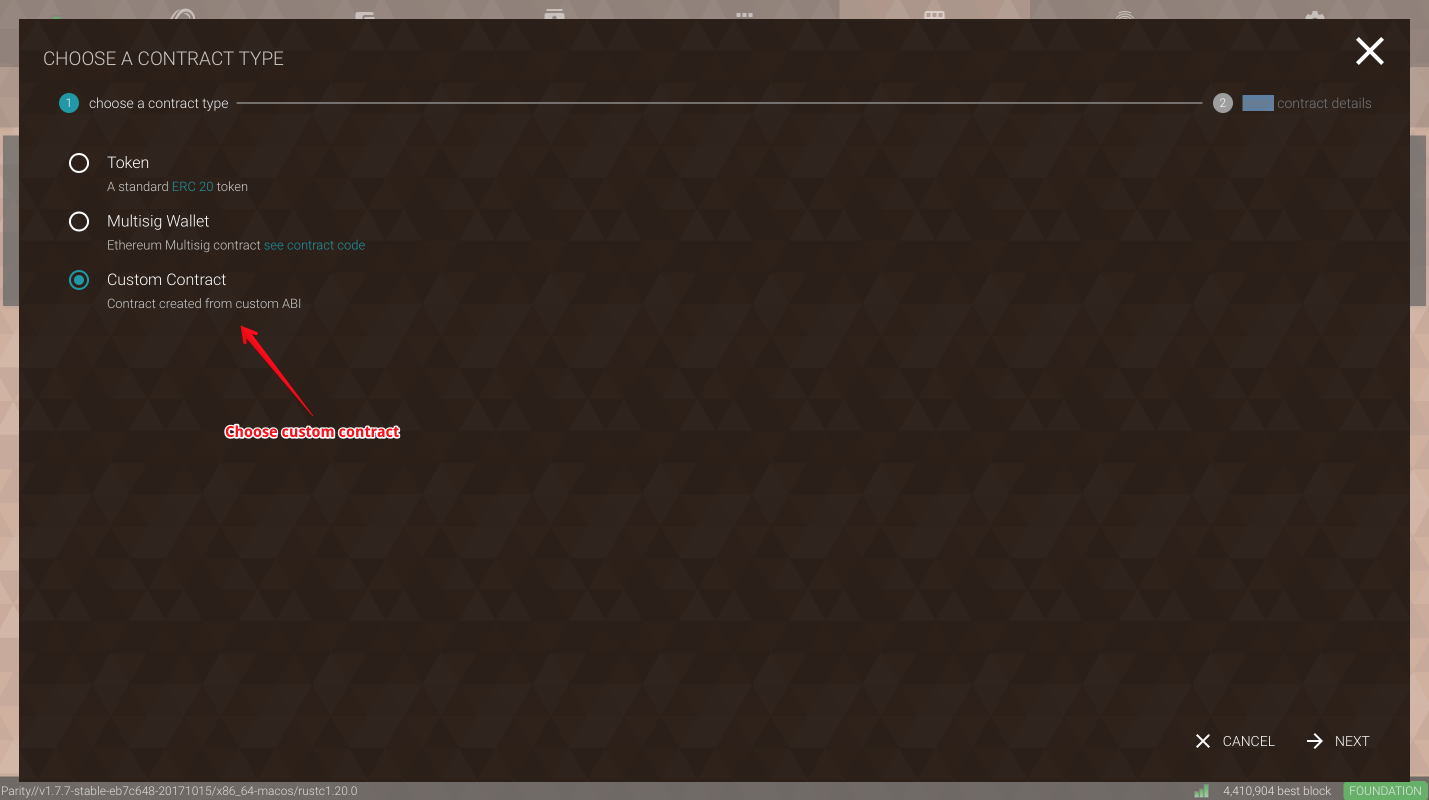 CHOOSE A CONTRACT TYPE
1 choose a contract type
2 contract details
Token
A standard ERC 20 token
Multisig Wallet
Ethereum Multisig contract see contract code
Custom Contract
Contract created from custom ABI
Choose custom contract
CANCEL NEXT
Parity//v1.7.7-stable-eb7c648-20171015/x86_64-macos/rustc1.20.0
4,410,904 best block FOUNDATION